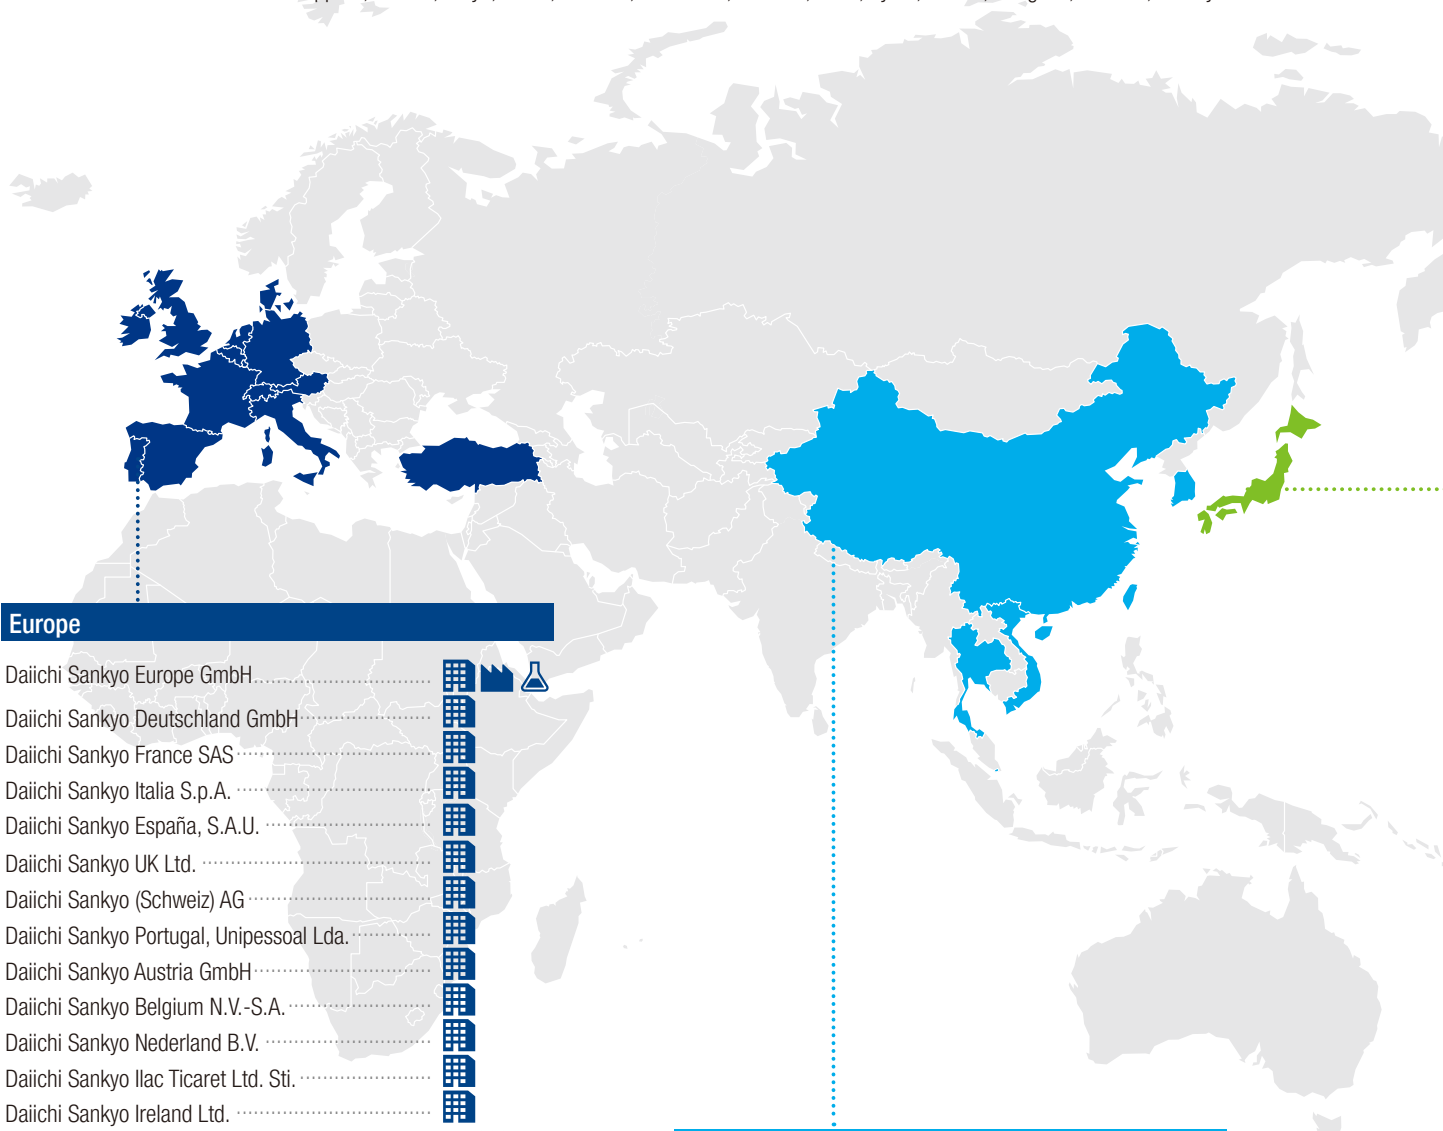 Europe
Daiichi Sankyo Europe GmbH
Daiichi Sankyo Deutschland GmbH
Daiichi Sankyo France SAS
Daiichi Sankyo Italia S.p.A.
Daiichi Sankyo España, S.A.U.
Daiichi Sankyo UK Ltd.
Daiichi Sankyo (Schweiz) AG
Daiichi Sankyo Portugal, Unipessoal Lda.
Daiichi Sankyo Austria GmbH
Daiichi Sankyo Belgium N.V.-S.A.
Daiichi Sankyo Nederland B.V.
Daiichi Sankyo Ilac Ticaret Ltd. Sti.
Daiichi Sankyo Ireland Ltd.